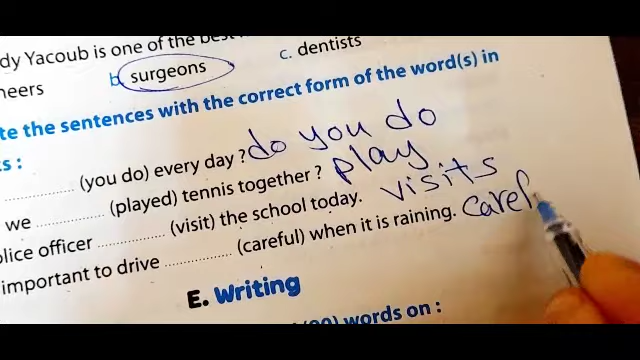 dy Yacoub is one of the best
neers b. surgeons c. dentists
te the sentences with the correct form of the word(s) in
s :
............ (you do) every day ? do you do
we ............ (played) tennis together ? play
olice officer ............ (visit) the school today. visits
important to drive ............ (careful) when it is raining. caref
E. Writing
words on :